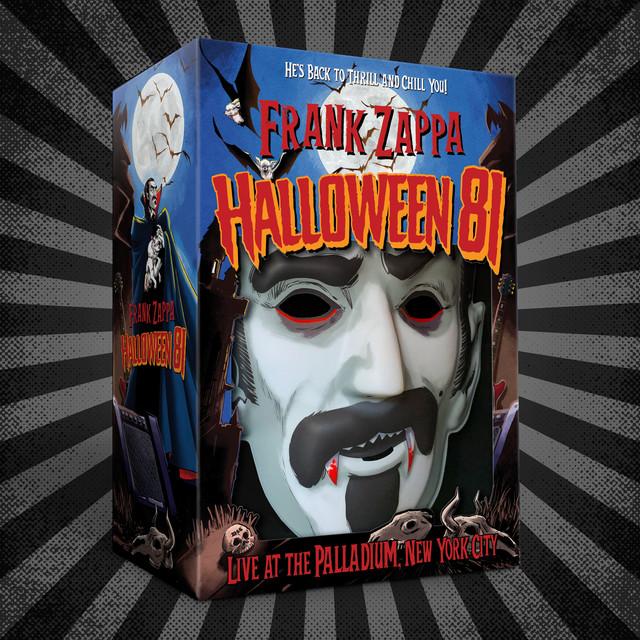 HE'S BACK TO THRILL AND CHILL YOU!
FRANK ZAPPA
HALLOWEEN 81
LIVE AT THE PALLADIUM, NEW YORK CITY
FRANK ZAPPA
HALLOWEEN 81